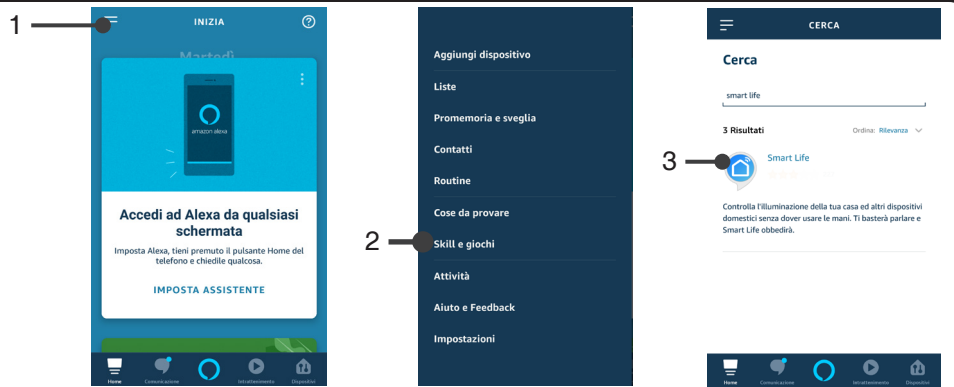 1
INIZIA
Martedì
amazon alexa
Accedi ad Alexa da qualsiasi
schermata
Imposta Alexa, tieni premuto il pulsante Home del
telefono e chiedile qualcosa.
IMPOSTA ASSISTENTE
Home
Comunicazione
Intrattenimento
Dispositivi
2
Aggiungi dispositivo
Liste
Promemoria e sveglia
Contatti
Routine
Cose da provare
Skill e giochi
Attività
Aiuto e Feedback
Impostazioni
3
CERCA
Cerca
smart life
3 Risultati
Ordina: Rilevanza
Smart Life
Controlla l'illuminazione della tua casa ed altri dispositivi
domestici senza dover usare le mani. Ti basterà parlare e
Smart Life obbedirà.
Home
Comunicazione
Intrattenimento
Dispositivi